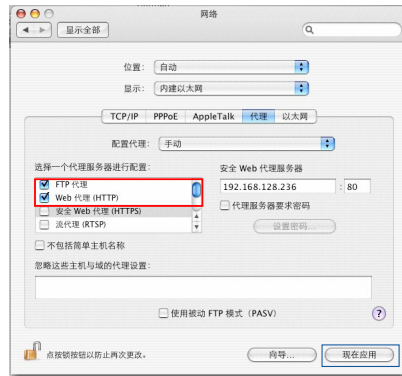 网络
显示全部
位置: 自动
显示: 内建以太网
TCP/IP PPPoE AppleTalk 代理 以太网
配置代理: 手动
选择一个代理服务器进行配置: 安全 Web 代理服务器
FTP 代理
Web 代理 (HTTP)
安全 Web 代理 (HTTPS)
流代理 (RTSP)
192.168.128.236 : 80
代理服务器要求密码
设置密码...
不包括简单主机名称
忽略这些主机与域的代理设置:
使用被动 FTP 模式 (PASV)
?
点按锁按钮以防止再次更改。
向导...
现在应用